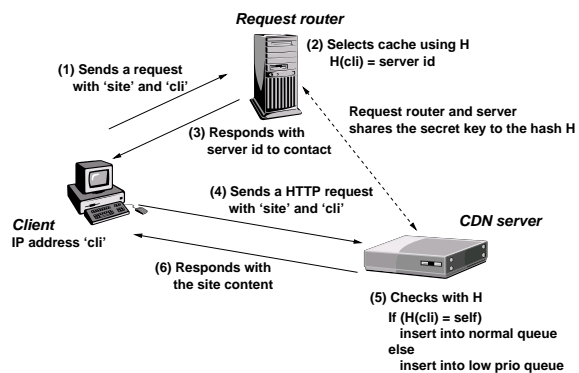 Request router
(2) Selects cache using H
H(cli) = server id
(1) Sends a request
with ‘site’ and ‘cli’
Request router and server
shares the secret key to the hash H
(3) Responds with
server id to contact
(4) Sends a HTTP request
with ‘site’ and ‘cli’
Client
IP address ‘cli’
CDN server
(6) Responds with
the site content
(5) Checks with H
If (H(cli) = self)
insert into normal queue
else
insert into low prio queue